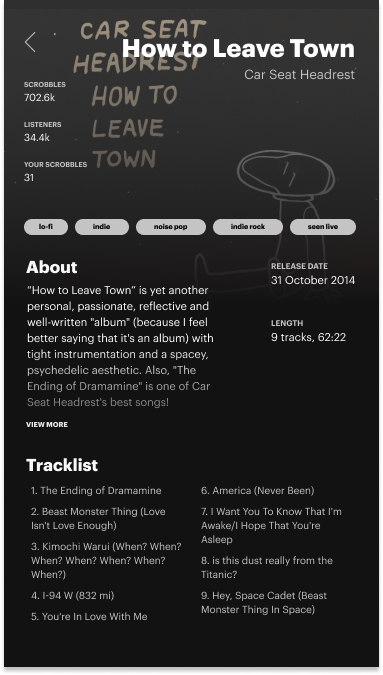 CAR SEAT
HEADREST
HOW TO
LEAVE
TOWN
How to Leave Town
Car Seat Headrest
SCROBBLES
702.6k
LISTENERS
34.4k
YOUR SCROBBLES
31
lo-fi
indie
noise pop
indie rock
seen live
About
"How to Leave Town" is yet another
personal, passionate, reflective and
well-written "album" (because I feel
better saying that it's an album) with
tight instrumentation and a spacey,
psychedelic aesthetic. Also, "The
Ending of Dramamine" is one of Car
Seat Headrest's best songs!
VIEW MORE
RELEASE DATE
31 October 2014
LENGTH
9 tracks, 62:22
Tracklist
1. The Ending of Dramamine
2. Beast Monster Thing (Love
Isn't Love Enough)
3. Kimochi Warui (When? When?
When? When? When? When?
When?)
4. I-94 W (832 mi)
5. You're In Love With Me
6. America (Never Been)
7. I Want You To Know That I'm
Awake/I Hope That You're
Asleep
8. is this dust really from the
Titanic?
9. Hey, Space Cadet (Beast
Monster Thing In Space)